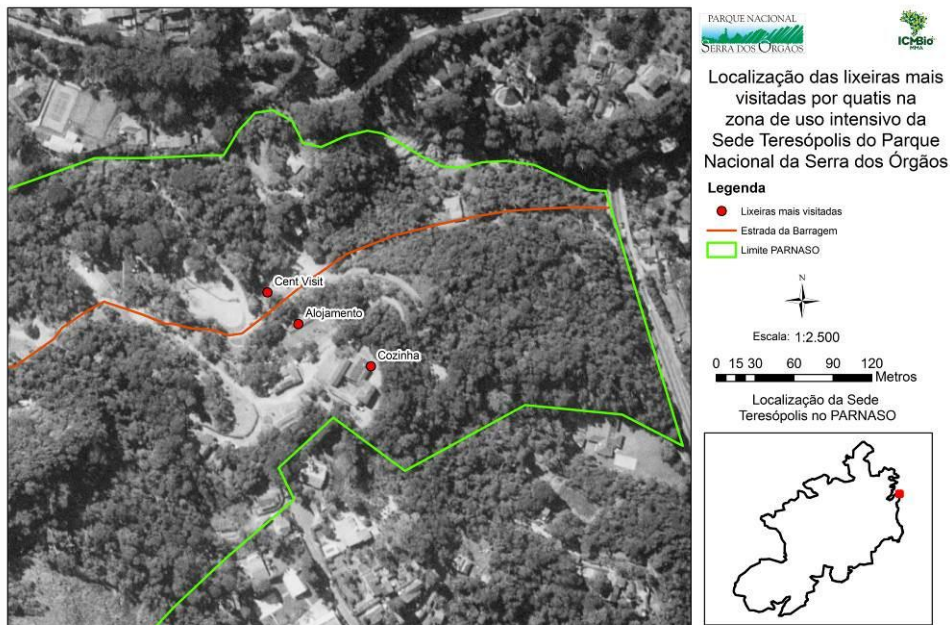 PARQUE NACIONAL
SERRA DOS ÓRGÃOS
ICMBio
MMA
Localização das lixeiras mais
visitadas por quatis na
zona de uso intensivo da
Sede Teresópolis do Parque
Nacional da Serra dos Órgãos
Legenda
Lixeiras mais visitadas
Estrada da Barragem
Limite PARNASO
N
Escala: 1:2.500
0 15 30 60 90 120
Metros
Localização da Sede
Teresópolis no PARNASO
Cent Visit
Alojamento
Cozinha